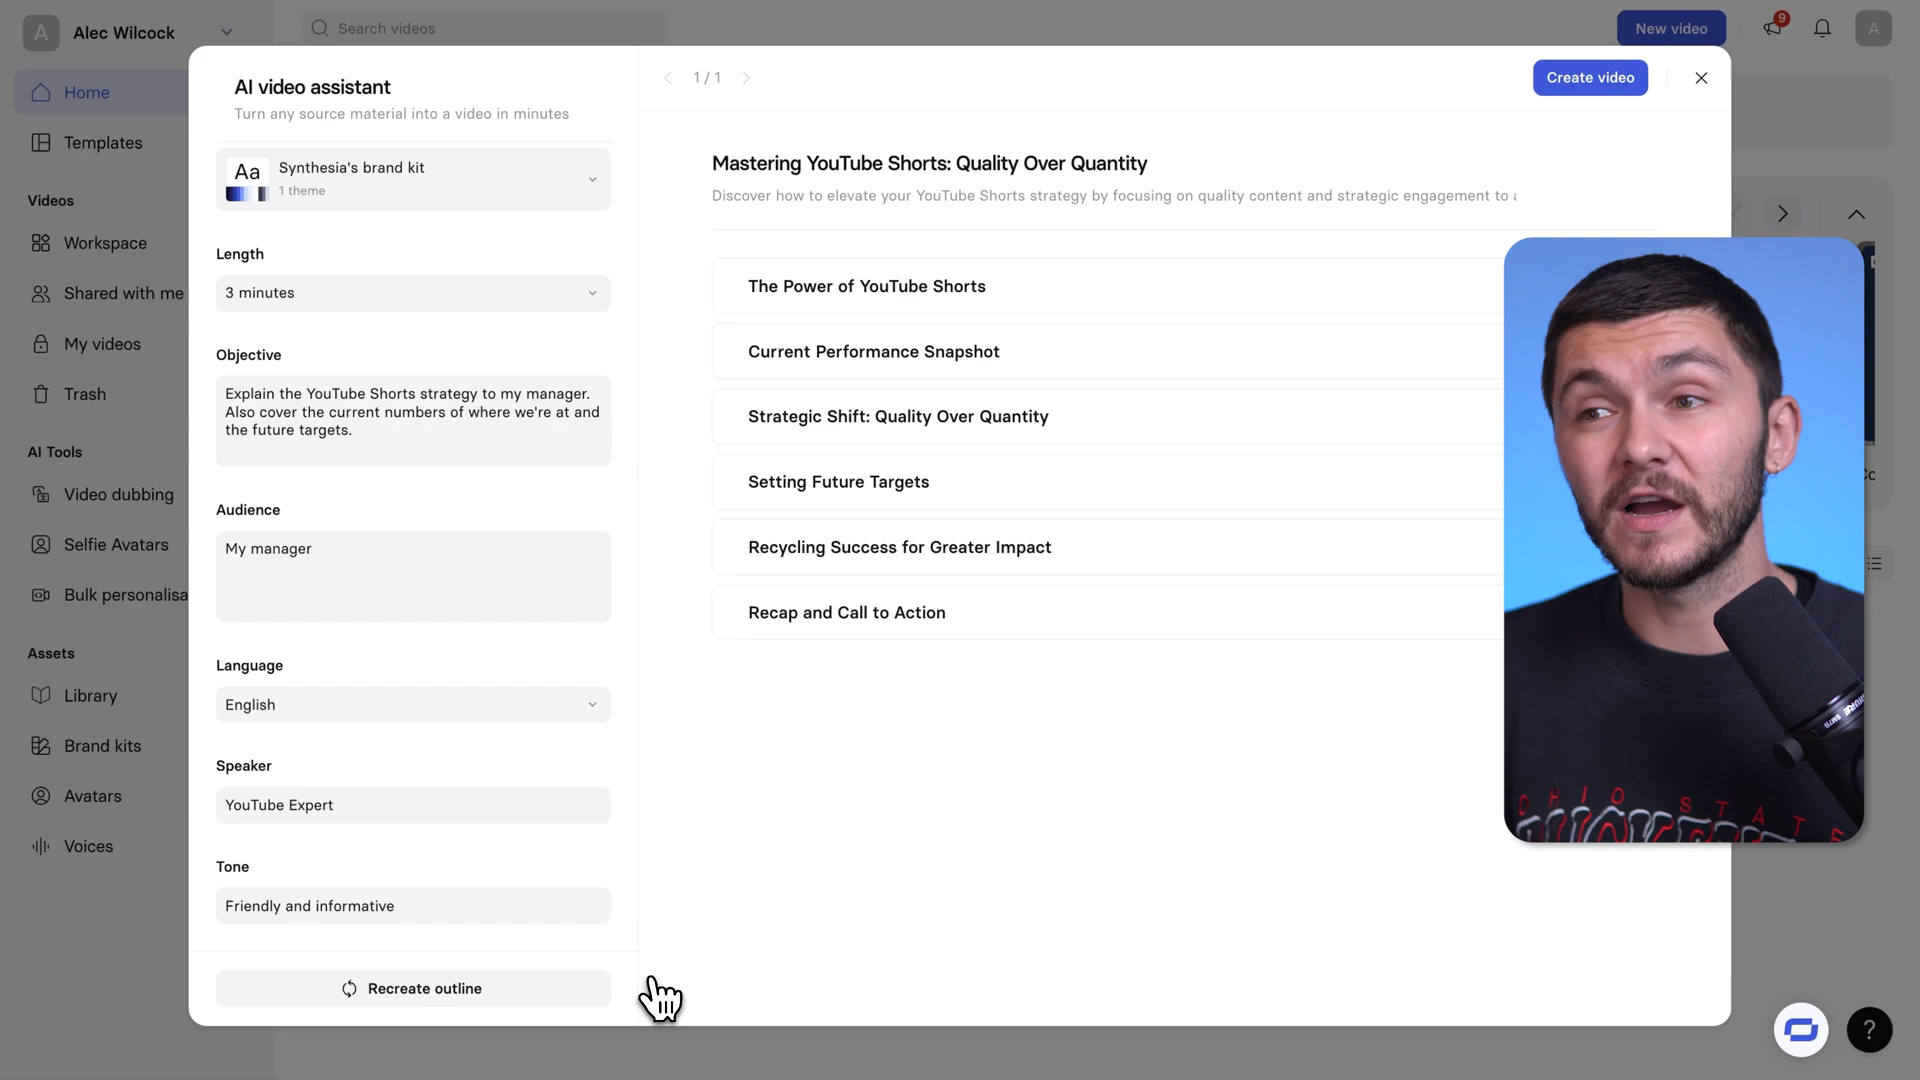 A
Alec Wilcock
Search videos
New video
9
A
Home
Templates
Videos
Workspace
Shared with me
My videos
Trash
AI Tools
Video dubbing
Selfie Avatars
Bulk personalisa
Assets
Library
Brand kits
Avatars
Voices
AI video assistant
Turn any source material into a video in minutes
Aa
Synthesia's brand kit
1 theme
Length
3 minutes
Objective
Explain the YouTube Shorts strategy to my manager.
Also cover the current numbers of where we're at and
the future targets.
Audience
My manager
Language
English
Speaker
YouTube Expert
Tone
Friendly and informative
Recreate outline
1 / 1
Create video
Mastering YouTube Shorts: Quality Over Quantity
Discover how to elevate your YouTube Shorts strategy by focusing on quality content and strategic engagement to
The Power of YouTube Shorts
Current Performance Snapshot
Strategic Shift: Quality Over Quantity
Setting Future Targets
Recycling Success for Greater Impact
Recap and Call to Action
OHIO STATE
?